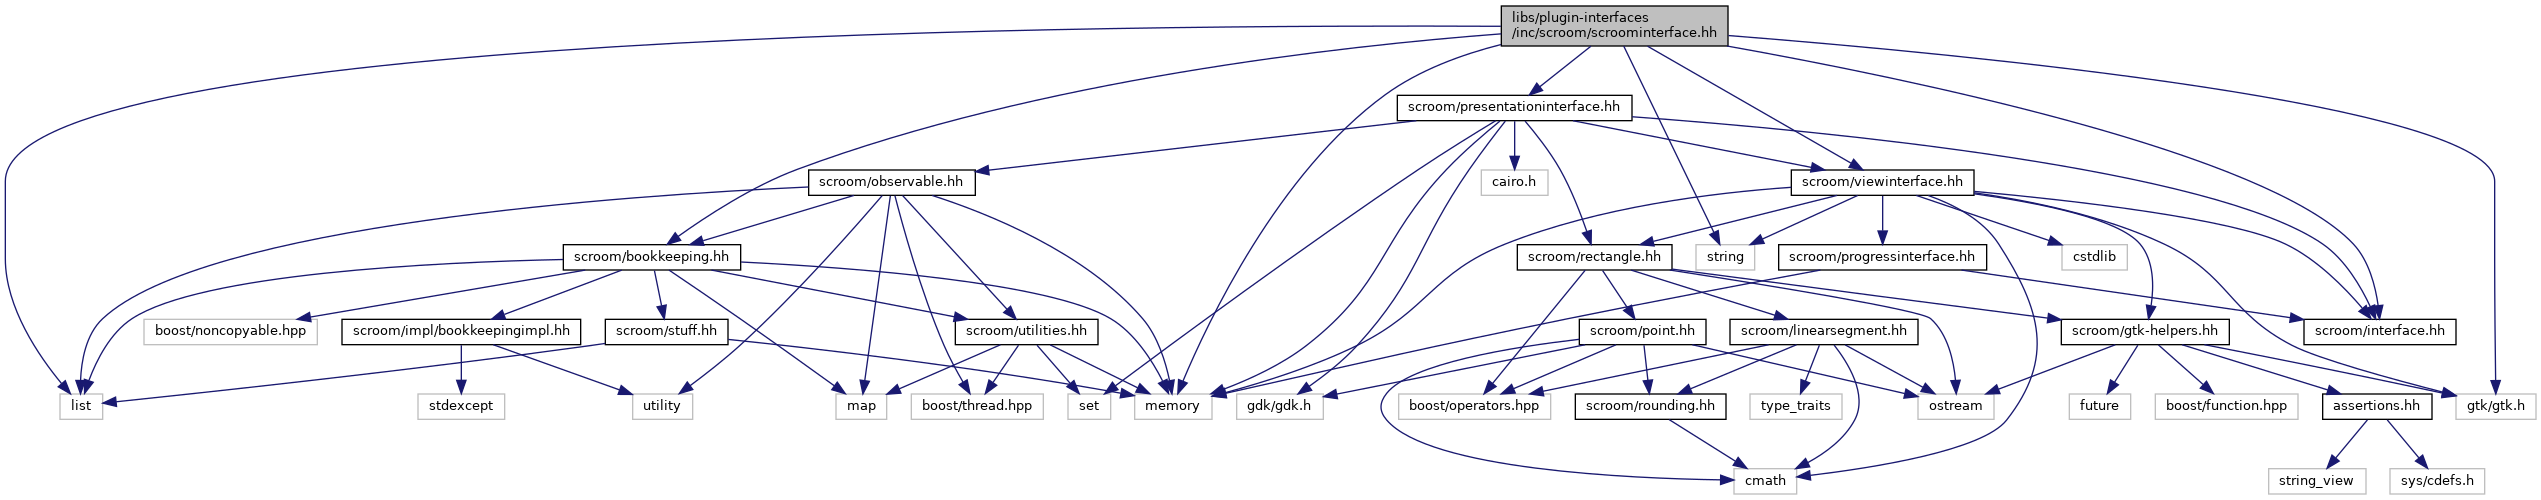 libs/plugin-interfaces
/inc/scroom/scroominterface.hh
scroom/presentationinterface.hh
scroom/observable.hh
cairo.h
scroom/viewinterface.hh
scroom/bookkeeping.hh
scroom/rectangle.hh
string
scroom/progressinterface.hh
cstdlib
boost/noncopyable.hpp
scroom/impl/bookkeepingimpl.hh
scroom/stuff.hh
scroom/utilities.hh
scroom/point.hh
scroom/linearsegment.hh
scroom/gtk-helpers.hh
scroom/interface.hh
list
stdexcept
utility
map
boost/thread.hpp
set
memory
gdk/gdk.h
boost/operators.hpp
scroom/rounding.hh
type_traits
ostream
future
boost/function.hpp
assertions.hh
gtk/gtk.h
cmath
string_view
sys/cdefs.h